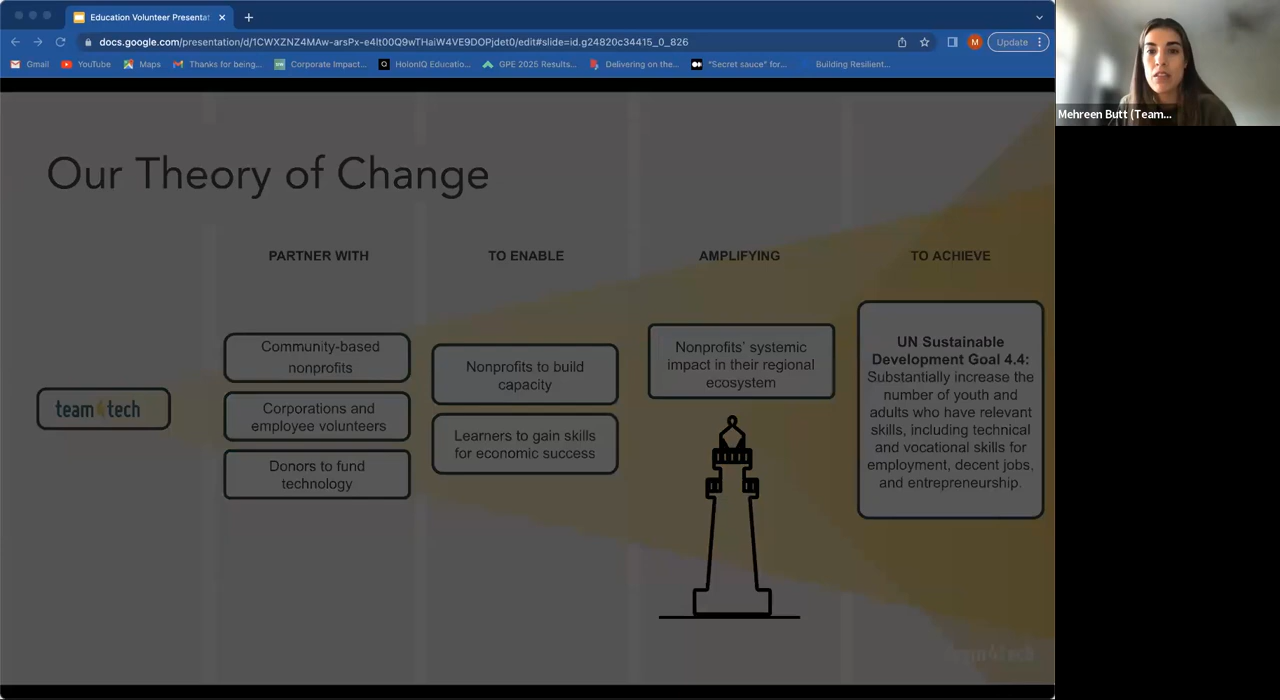 Education Volunteer Presentat
docs.google.com/presentation/d/1CWXZNZ4MAw-arsPx-e4lt00Q9wTHaiW4VE9DOPjdet0/edit#slide=id.g24820c34415_0_826
M
Update
Gmail
YouTube
Maps
Thanks for being...
Corporate Impact...
HolonIQ Educatio...
GPE 2025 Results...
Delivering on the...
"Secret sauce" for...
Building Resilient...
Mehreen Butt (Team...
Our Theory of Change
PARTNER WITH
TO ENABLE
AMPLIFYING
TO ACHIEVE
team4tech
Community-based
nonprofits
Corporations and
employee volunteers
Donors to fund
technology
Nonprofits to build
capacity
Learners to gain skills
for economic success
Nonprofits' systemic
impact in their regional
ecosystem
UN Sustainable
Development Goal 4.4:
Substantially increase the
number of youth and
adults who have relevant
skills, including technical
and vocational skills for
employment, decent jobs,
and entrepreneurship.
team4tech